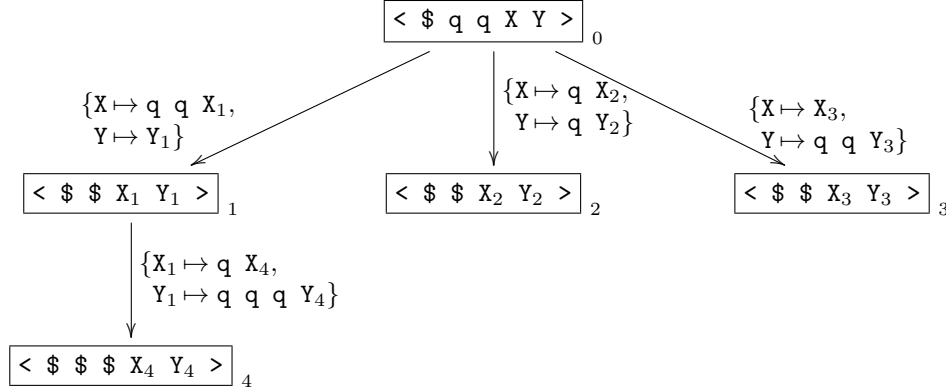 < $ q q X Y > 0
{X ↦ q q X₁,
Y ↦ Y₁}
{X ↦ q X₂,
Y ↦ q Y₂}
{X ↦ X₃,
Y ↦ q q Y₃}
< $ $ X₁ Y₁ > 1
< $ $ X₂ Y₂ > 2
< $ $ X₃ Y₃ > 3
{X₁ ↦ q X₄,
Y₁ ↦ q q q Y₄}
< $ $ $ X₄ Y₄ > 4